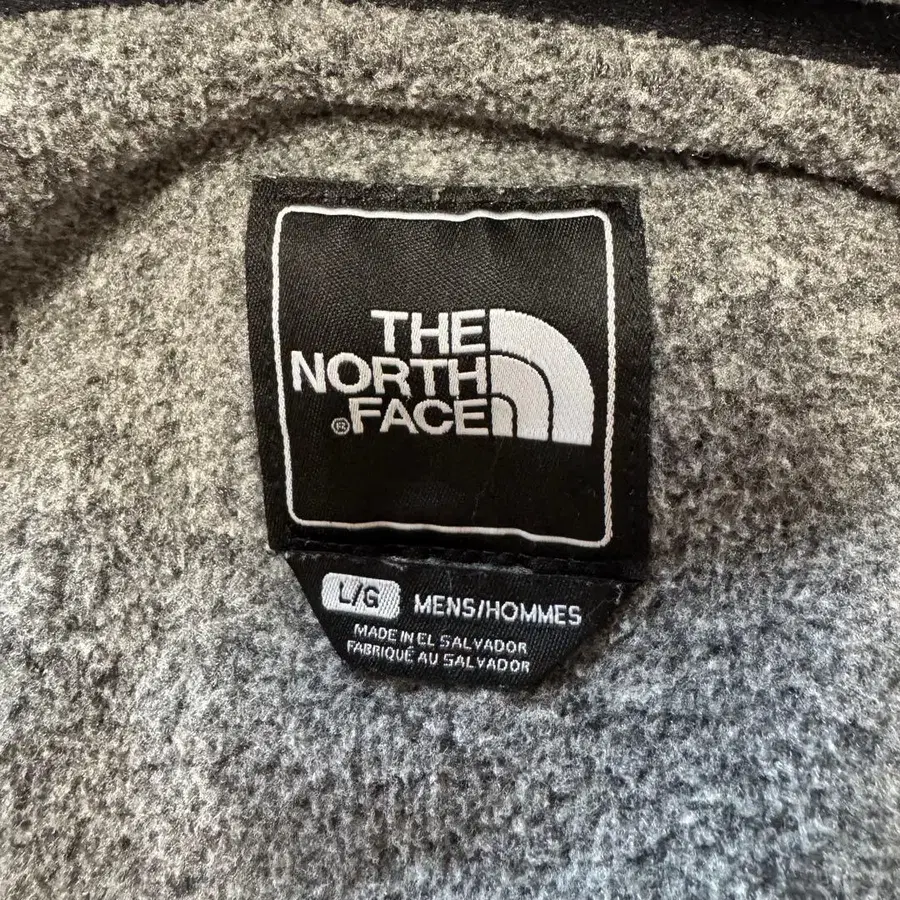 THE
NORTH
® FACE
L/G MENS/HOMMES
MADE IN EL SALVADOR
FABRIQUÉ AU SALVADOR